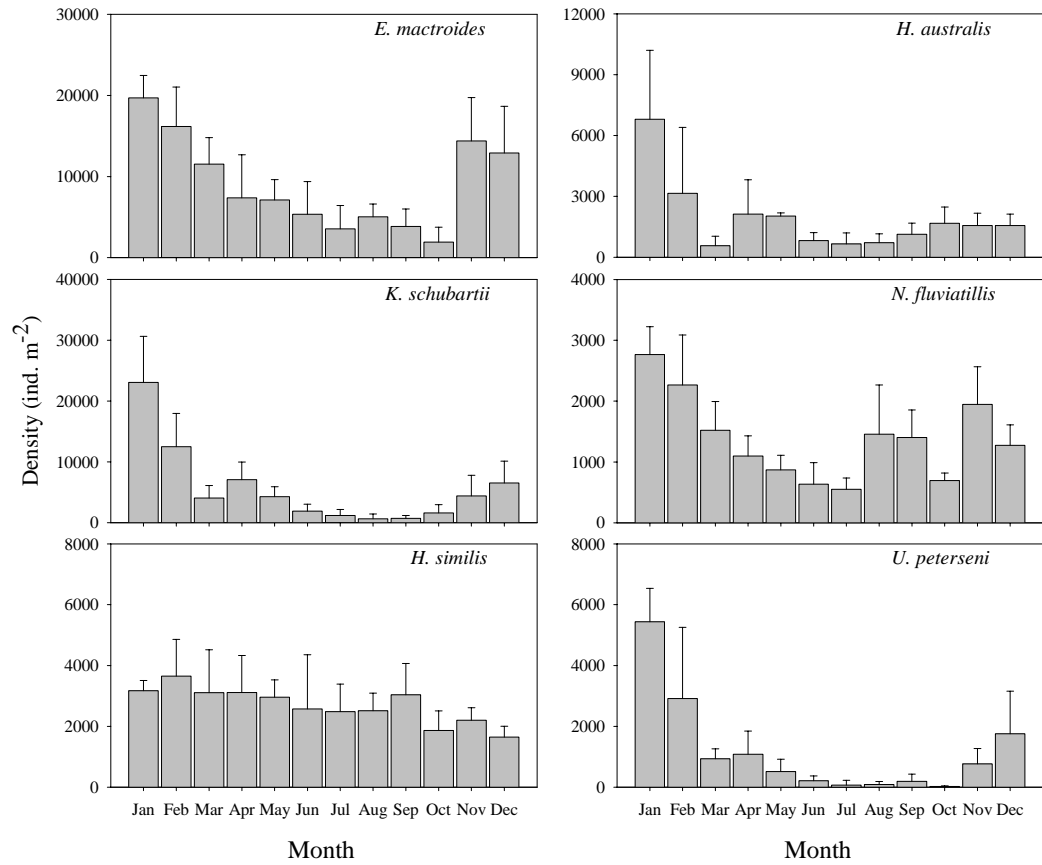 E. mactroides
30000
20000
10000
0
H. australis
12000
9000
6000
3000
0
K. schubartii
40000
30000
20000
10000
0
N. fluviatillis
4000
3000
2000
1000
0
H. similis
8000
6000
4000
2000
0
U. peterseni
8000
6000
4000
2000
0
Density (ind. m-2)
Jan Feb Mar Apr May Jun Jul Aug Sep Oct Nov Dec
Jan Feb Mar Apr May Jun Jul Aug Sep Oct Nov Dec
Month
Month